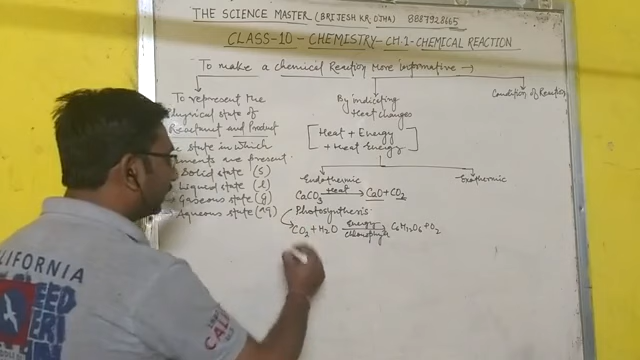 THE SCIENCE MASTER (BRIJESH KR. OJHA) 8887928665
CLASS-10 - CHEMISTRY - CH.1 - CHEMICAL REACTION
To make a chemical Reaction More informative →
To represent the
Physical state of
Reactant and Product
state in which
are present.
Solid state (s)
Liqued state (l)
Gaseous state (g)
Aqueous state (aq)
By indicating
Heat changes
[Heat + Energy
+ Heat Energy]
Condition of Reaction
Endothermic
CaCO3 Heat→ CaO + CO2
Photosynthesis
CO2 + H2O Energy→ C6H12O6 + O2
Exothermic
CALIFORNIA